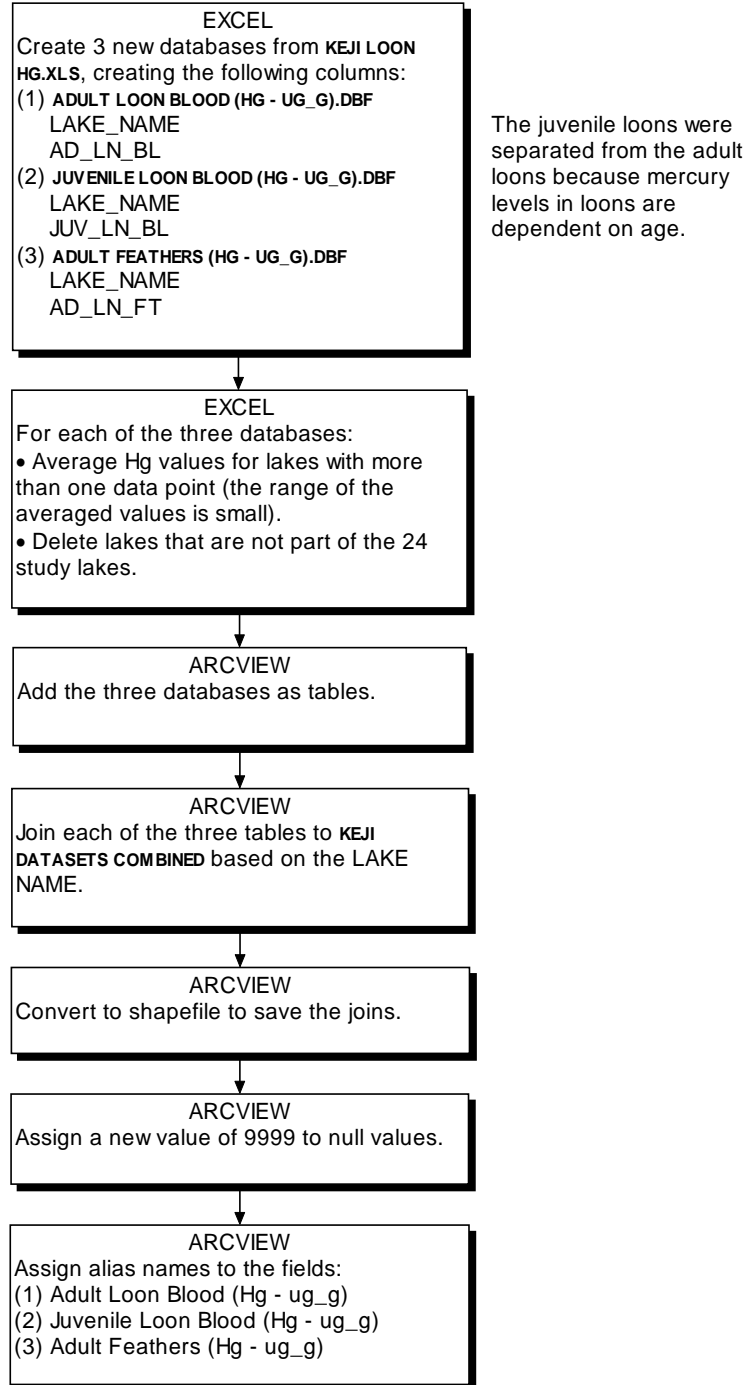 EXCEL
Create 3 new databases from KEJI LOON
HG.XLS, creating the following columns:
(1) ADULT LOON BLOOD (HG - UG_G).DBF
LAKE_NAME
AD_LN_BL
(2) JUVENILE LOON BLOOD (HG - UG_G).DBF
LAKE_NAME
JUV_LN_BL
(3) ADULT FEATHERS (HG - UG_G).DBF
LAKE_NAME
AD_LN_FT
The juvenile loons were
separated from the adult
loons because mercury
levels in loons are
dependent on age.
EXCEL
For each of the three databases:
• Average Hg values for lakes with more
than one data point (the range of the
averaged values is small).
• Delete lakes that are not part of the 24
study lakes.
ARCVIEW
Add the three databases as tables.
ARCVIEW
Join each of the three tables to KEJI
DATASETS COMBINED based on the LAKE
NAME.
ARCVIEW
Convert to shapefile to save the joins.
ARCVIEW
Assign a new value of 9999 to null values.
ARCVIEW
Assign alias names to the fields:
(1) Adult Loon Blood (Hg - ug_g)
(2) Juvenile Loon Blood (Hg - ug_g)
(3) Adult Feathers (Hg - ug_g)